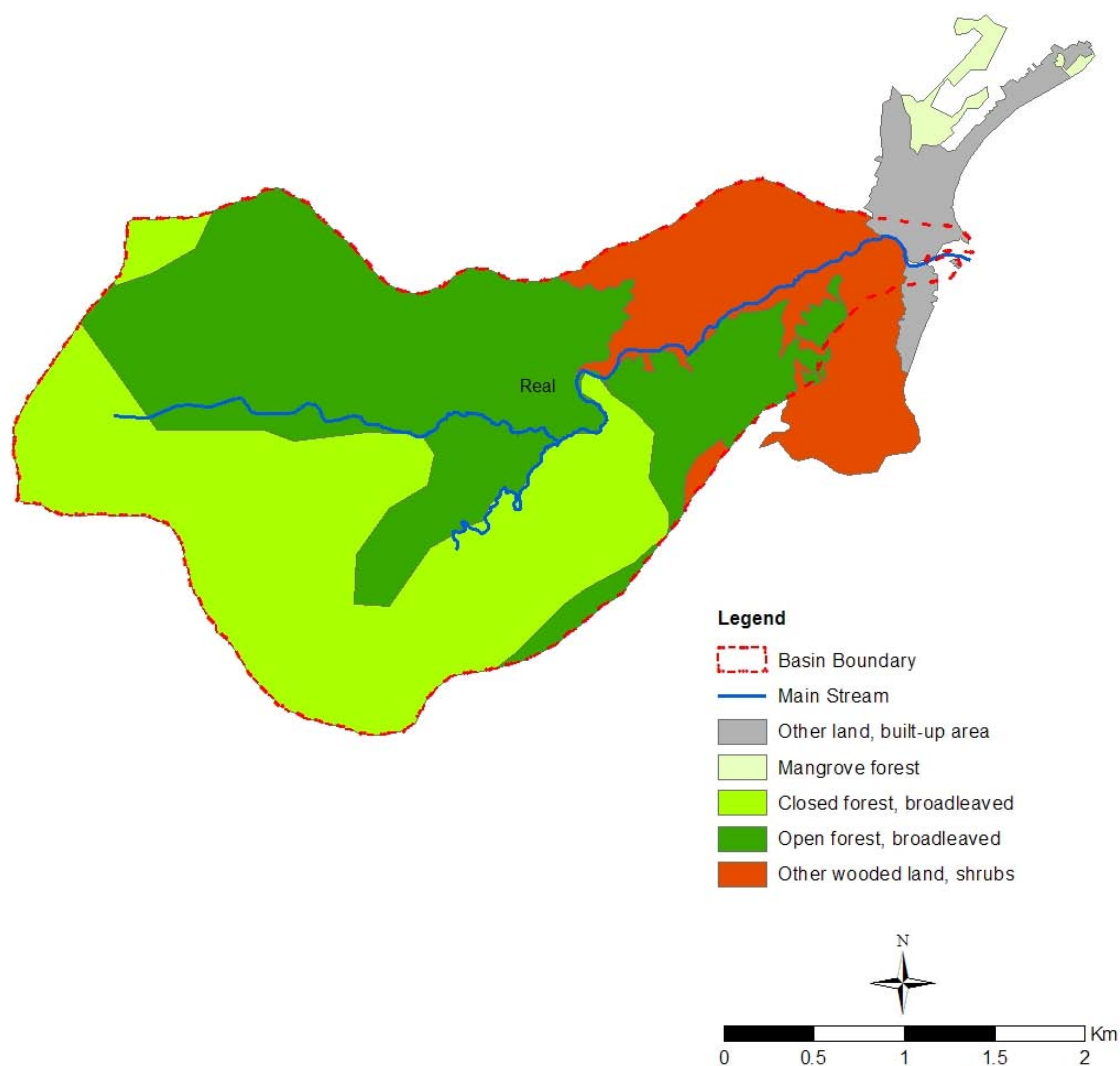 Real
Legend
Basin Boundary
Main Stream
Other land, built-up area
Mangrove forest
Closed forest, broadleaved
Open forest, broadleaved
Other wooded land, shrubs
N
Km
0 0.5 1 1.5 2